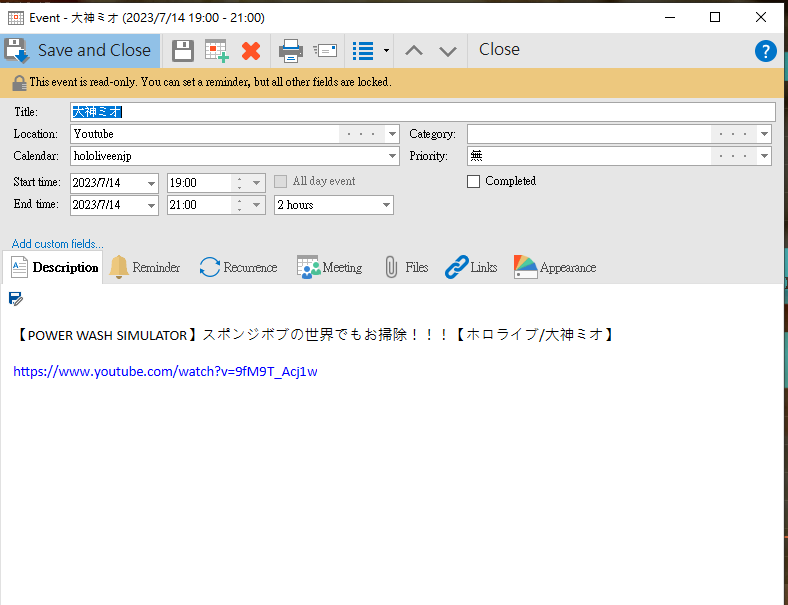 Event - 大神ミオ (2023/7/14 19:00 - 21:00)
Save and Close
Close
?
This event is read-only. You can set a reminder, but all other fields are locked.
Title: 大神ミオ
Location: Youtube
Category:
Calendar: hololiveenjp
Priority: 無
Start time: 2023/7/14 19:00
All day event
Completed
End time: 2023/7/14 21:00 2 hours
Add custom fields...
Description Reminder Recurrence Meeting Files Links Appearance
【POWER WASH SIMULATOR】スポンジボブの世界でもお掃除！！！【ホロライブ/大神ミオ】
https://www.youtube.com/watch?v=9fM9T_Acj1w